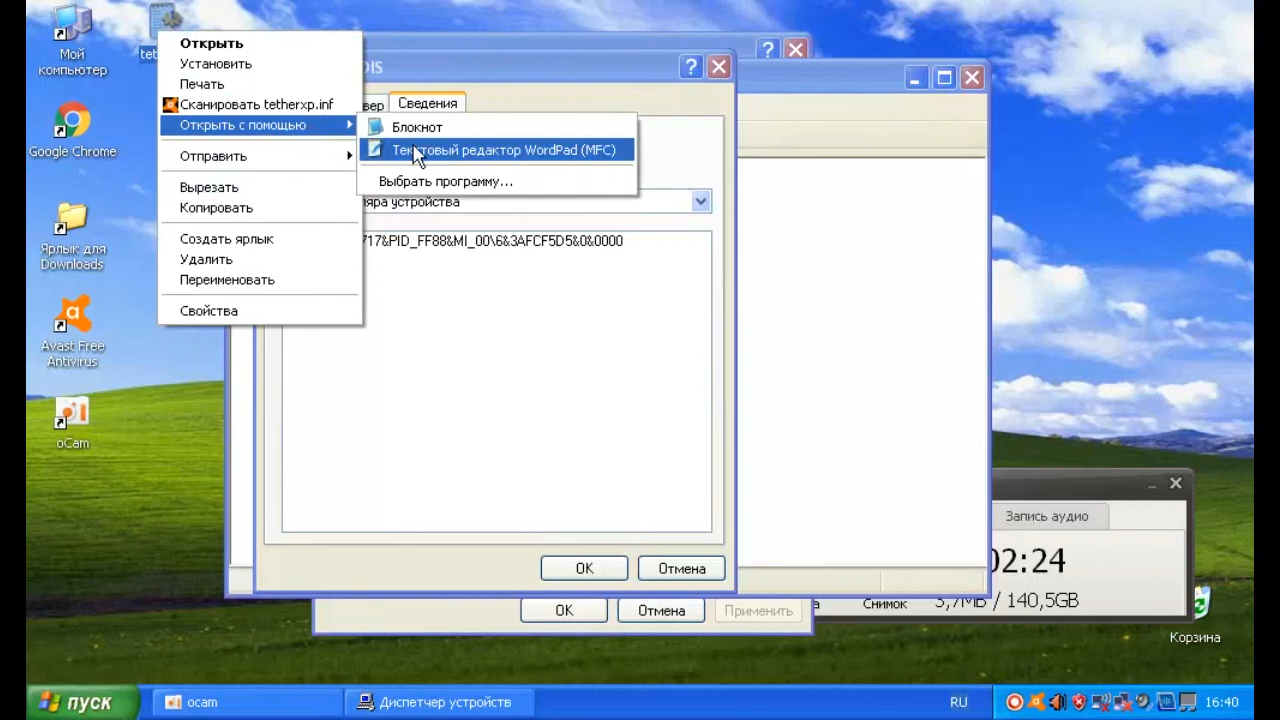 Мой
компьютер
Google Chrome
Ярлык для
Downloads
Avast Free
Antivirus
oCam
Открыть
Установить
Печать
Сканировать tetherxp.inf
Открыть с помощью
Отправить
Вырезать
Копировать
Создать ярлык
Удалить
Переименовать
Свойства
Блокнот
Текстовый редактор WordPad (MFC)
Выбрать программу...
DIS
Сведения
устройства
717&PID_FF88&MI_00\6&3AFCF5D5&0&0000
OK
Отмена
OK
Отмена
Применить
Запись аудио
02:24
Снимок
3,7MB / 140,5GB
Корзина
пуск
ocam
Диспетчер устройств
RU
16:40